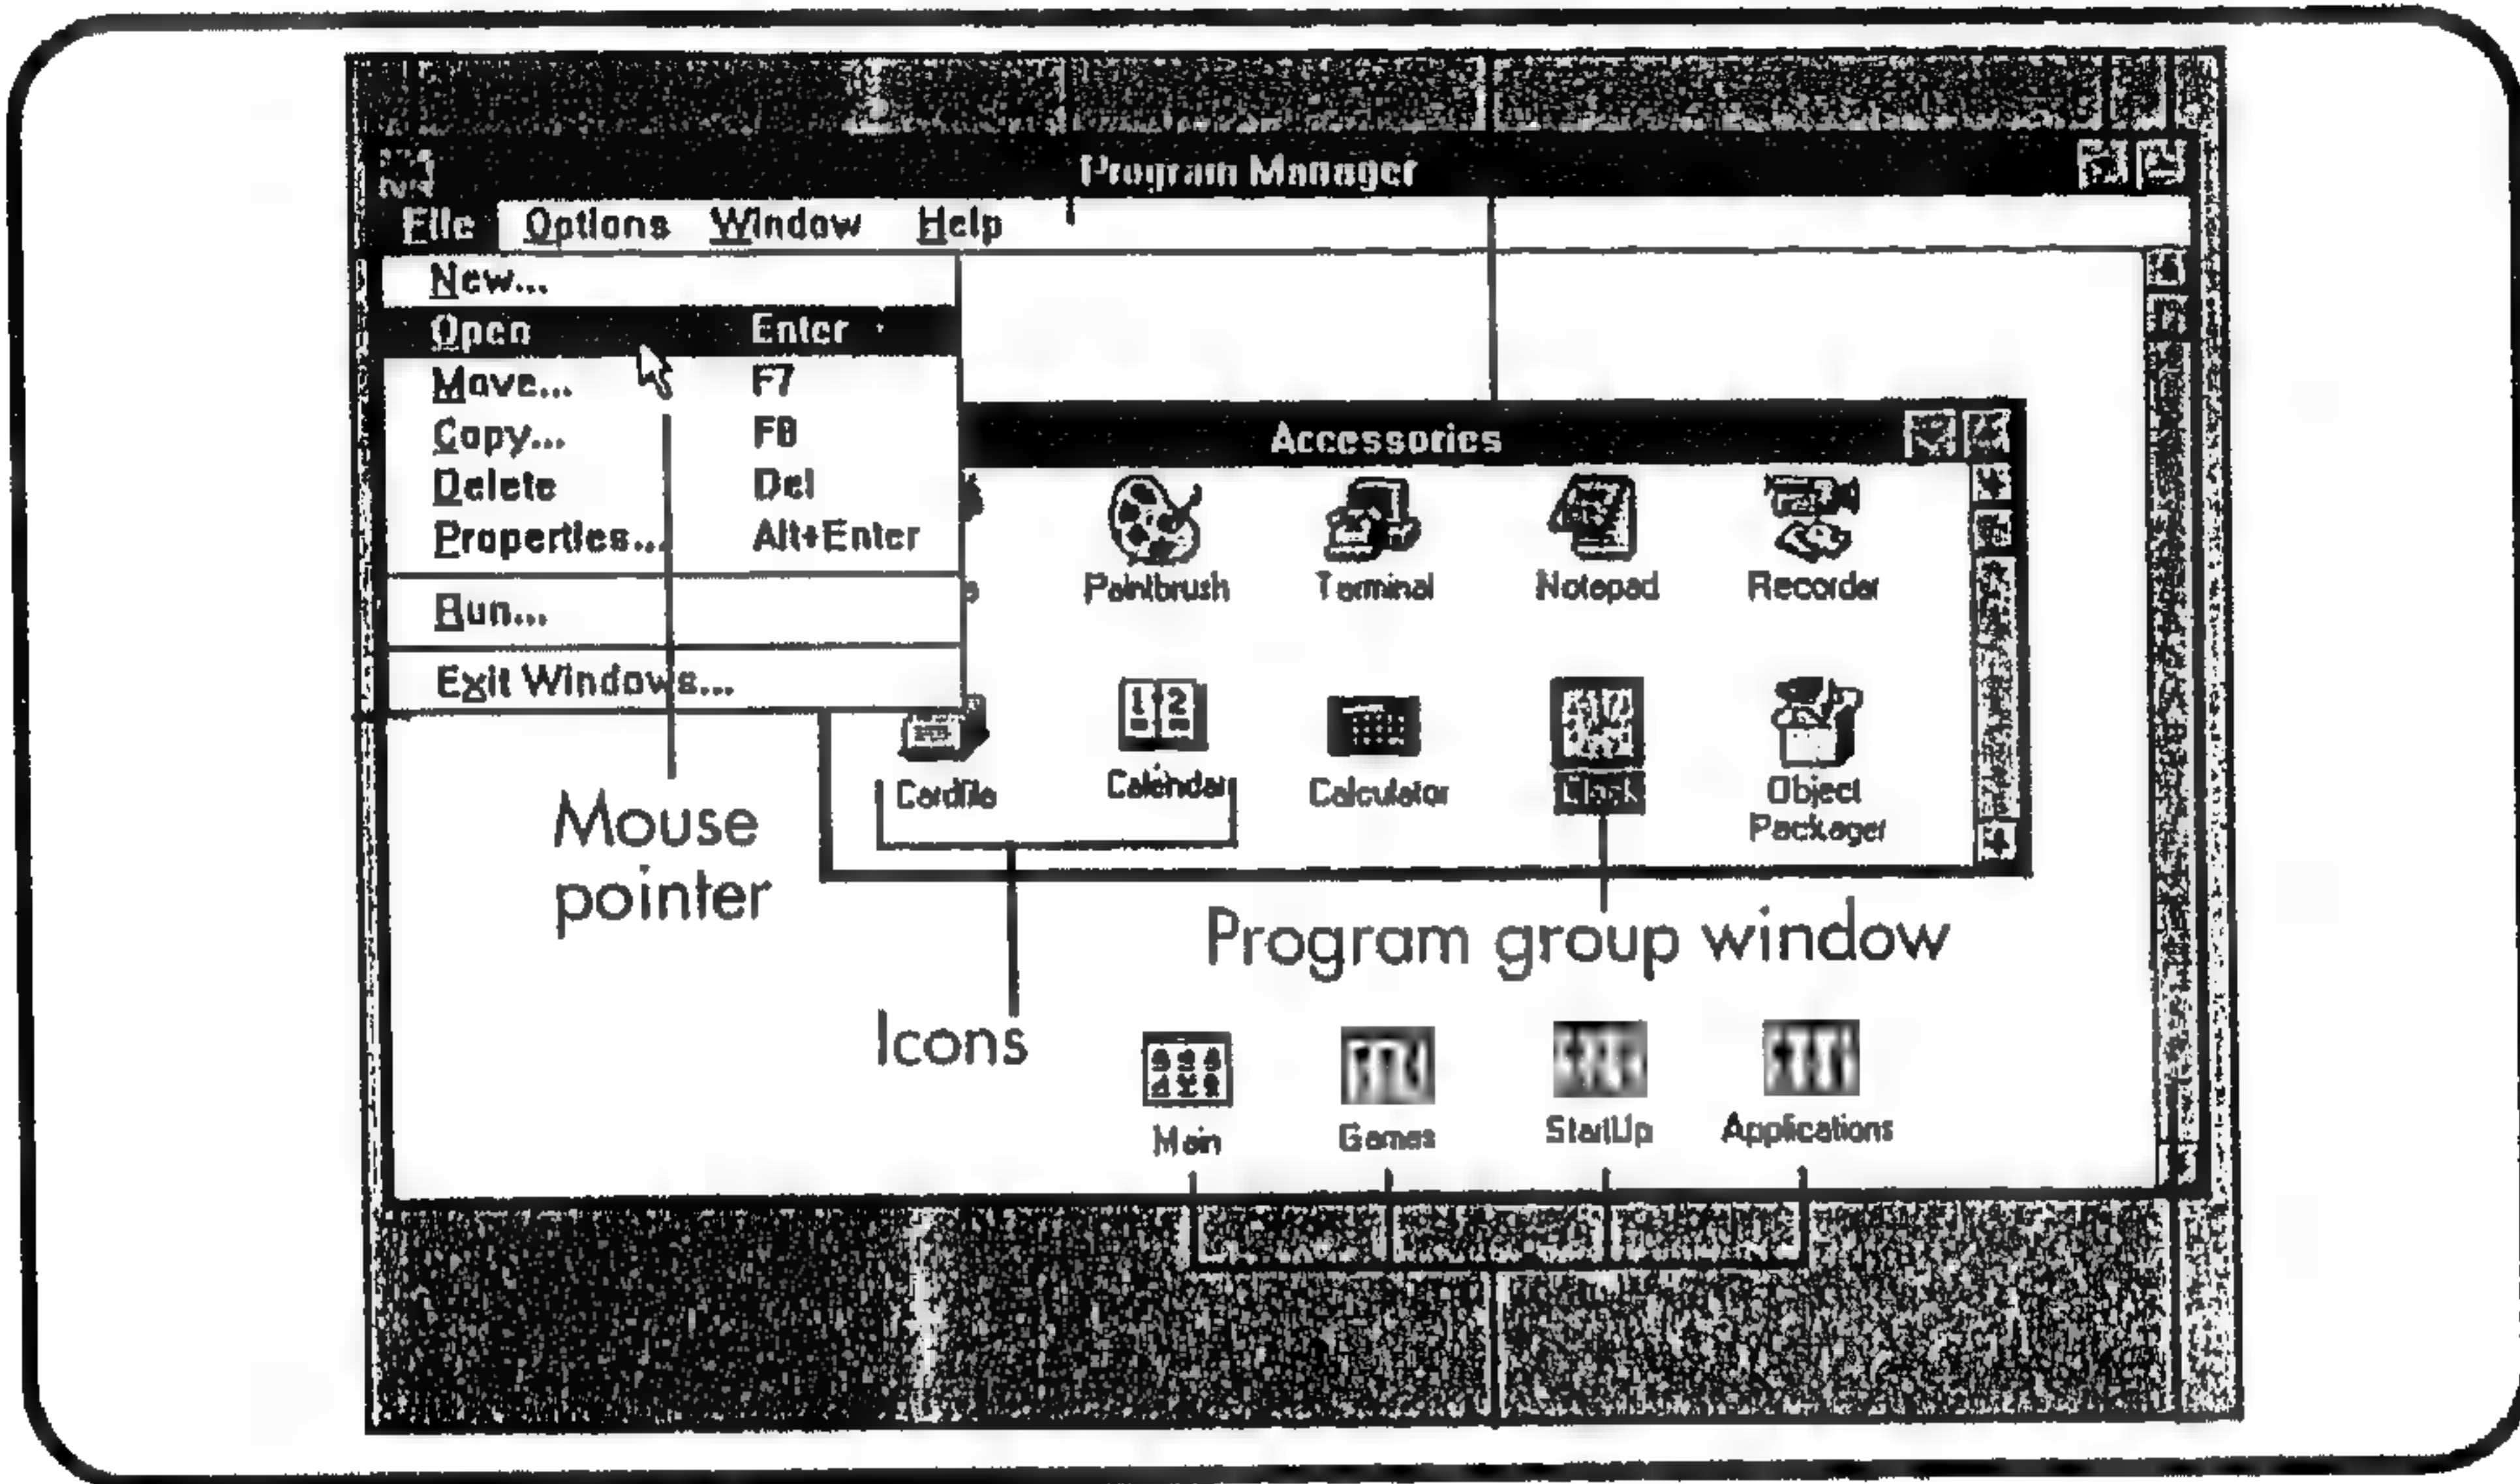 Program Manager
File Options Window Help
New...
Open Enter
Move... F7
Copy... F8
Delete Del
Properties... Alt+Enter
Run...
Exit Windows...
Accessories
s Paintbrush Terminal Notepad Recorder
Cardfile Calendar Calculator Clock Object
Packager
Mouse
pointer
Program group window
Icons
Main Games StartUp Applications